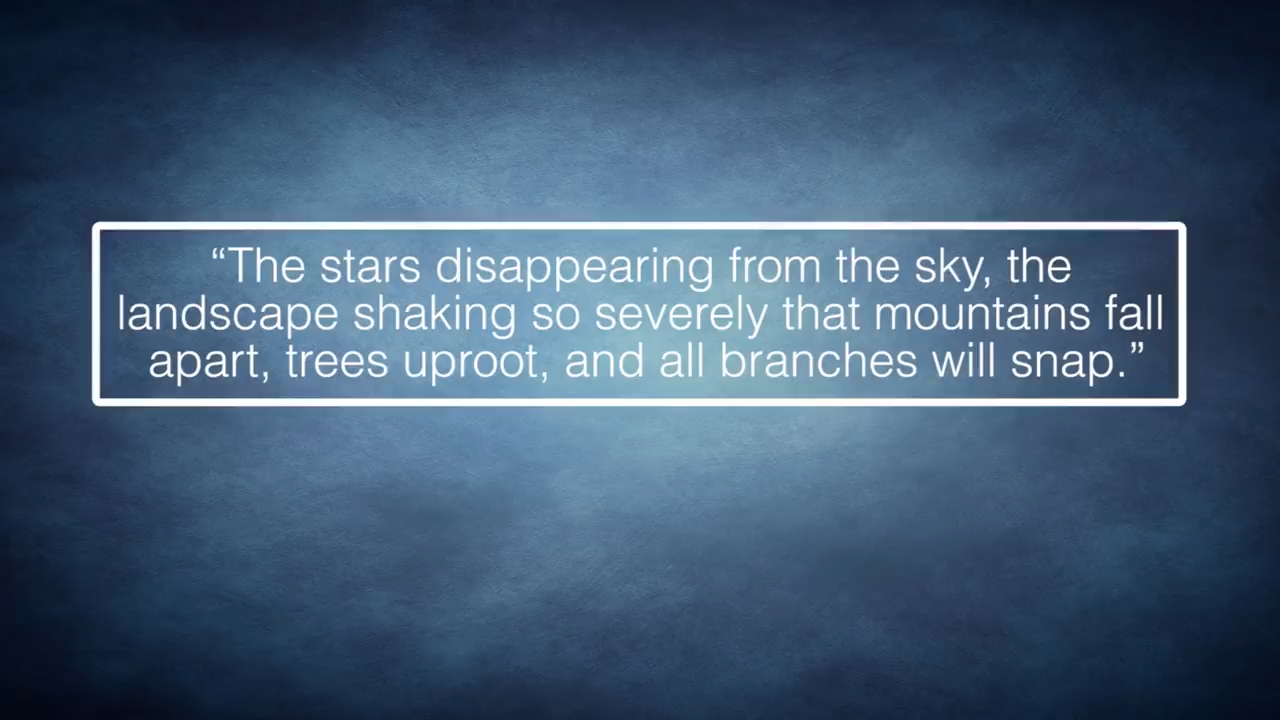 “The stars disappearing from the sky, the
landscape shaking so severely that mountains fall
apart, trees uproot, and all branches will snap.”